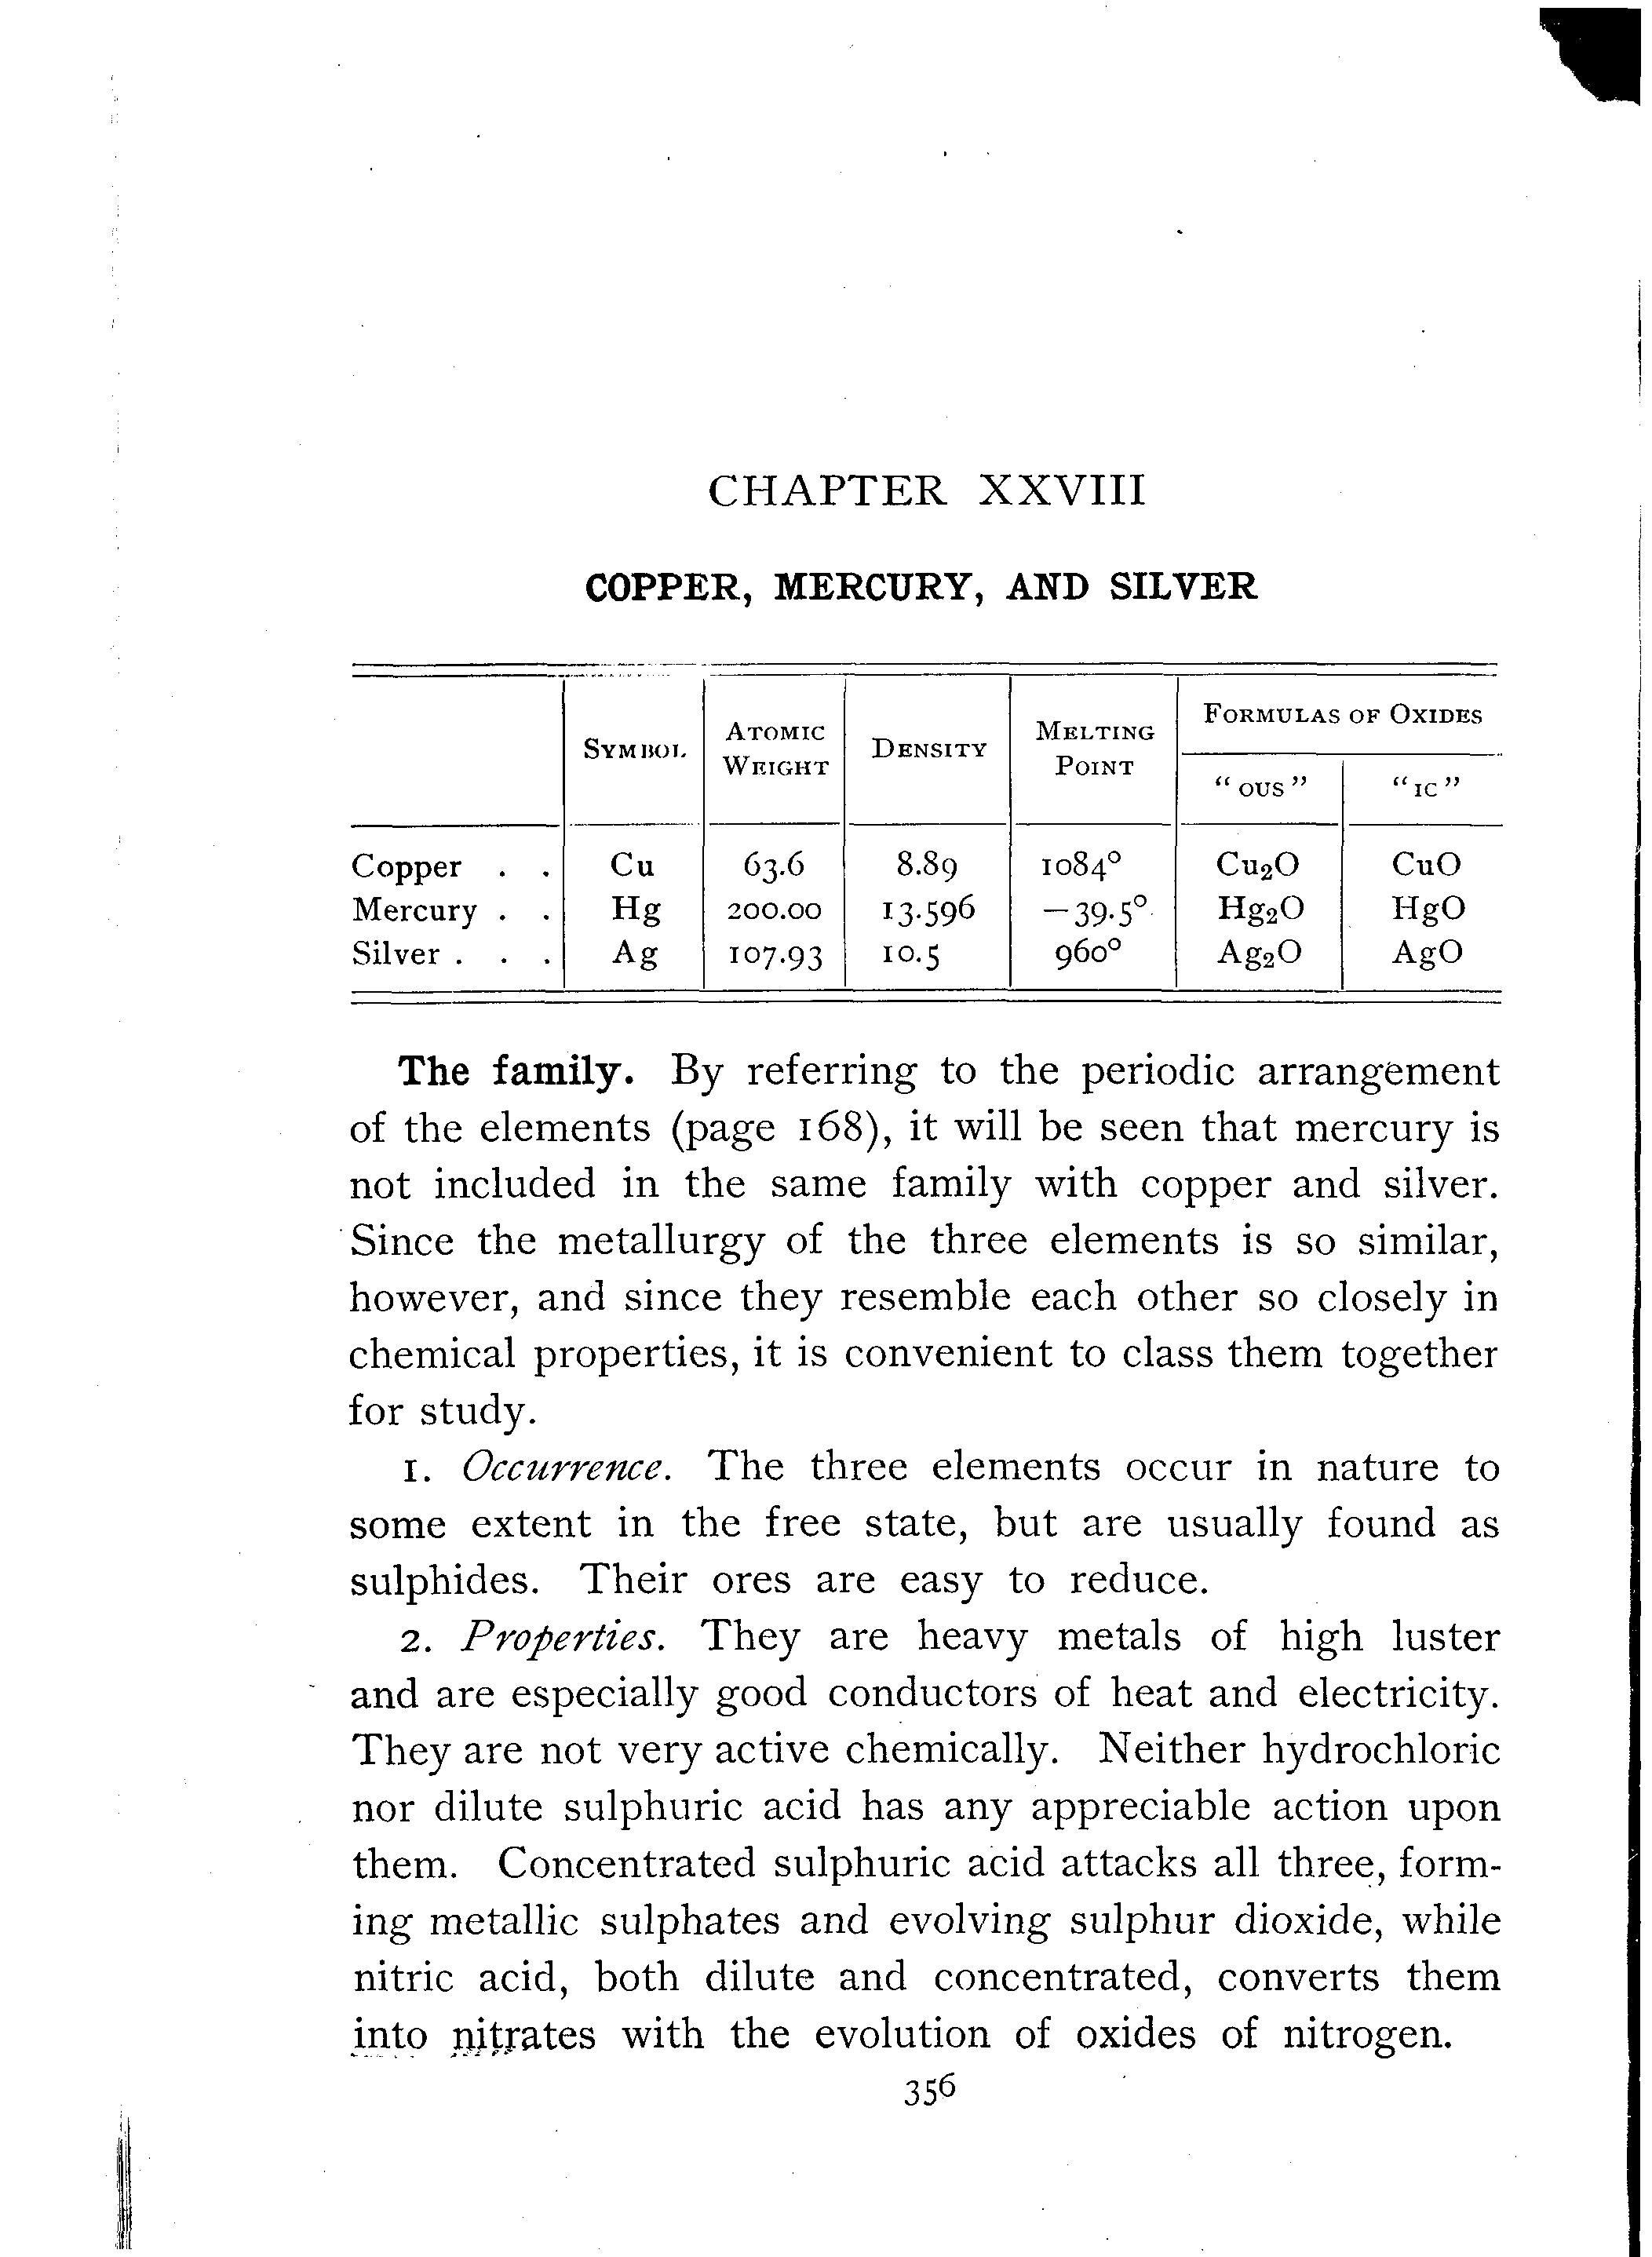 CHAPTER XXVIII
COPPER, MERCURY, AND SILVER
SYMBOL ATOMIC WEIGHT DENSITY MELTING POINT FORMULAS OF OXIDES
“ OUS ” “ IC ”
Copper . . Cu 63.6 8.89 1084° Cu₂O CuO
Mercury . . Hg 200.00 13.596 −39.5° Hg₂O HgO
Silver . . . Ag 107.93 10.5 960° Ag₂O AgO
The family. By referring to the periodic arrangement
of the elements (page 168), it will be seen that mercury is
not included in the same family with copper and silver.
Since the metallurgy of the three elements is so similar,
however, and since they resemble each other so closely in
chemical properties, it is convenient to class them together
for study.
1. Occurrence. The three elements occur in nature to
some extent in the free state, but are usually found as
sulphides. Their ores are easy to reduce.
2. Properties. They are heavy metals of high luster
and are especially good conductors of heat and electricity.
They are not very active chemically. Neither hydrochloric
nor dilute sulphuric acid has any appreciable action upon
them. Concentrated sulphuric acid attacks all three, form-
ing metallic sulphates and evolving sulphur dioxide, while
nitric acid, both dilute and concentrated, converts them
into nitrates with the evolution of oxides of nitrogen.
356